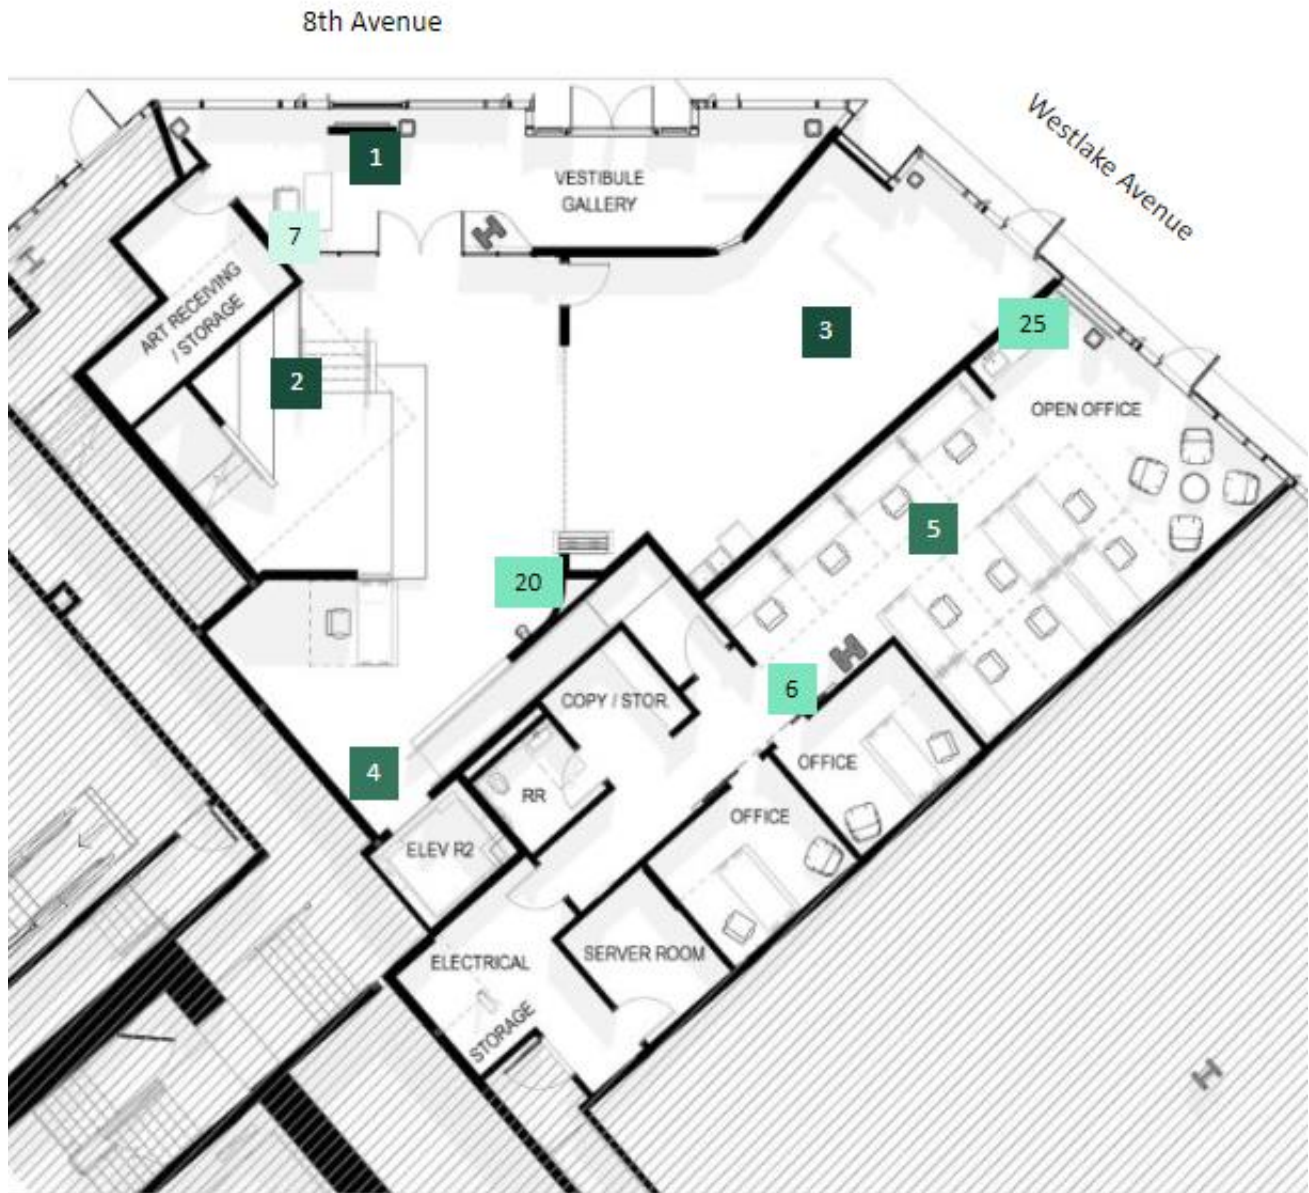 8th Avenue
Westlake Avenue
1
VESTIBULE
GALLERY
7
ART RECEIVING
/ STORAGE
25
3
2
OPEN OFFICE
5
20
6
COPY / STOR.
4
OFFICE
RR
OFFICE
ELEV R2
SERVER ROOM
ELECTRICAL
STORAGE